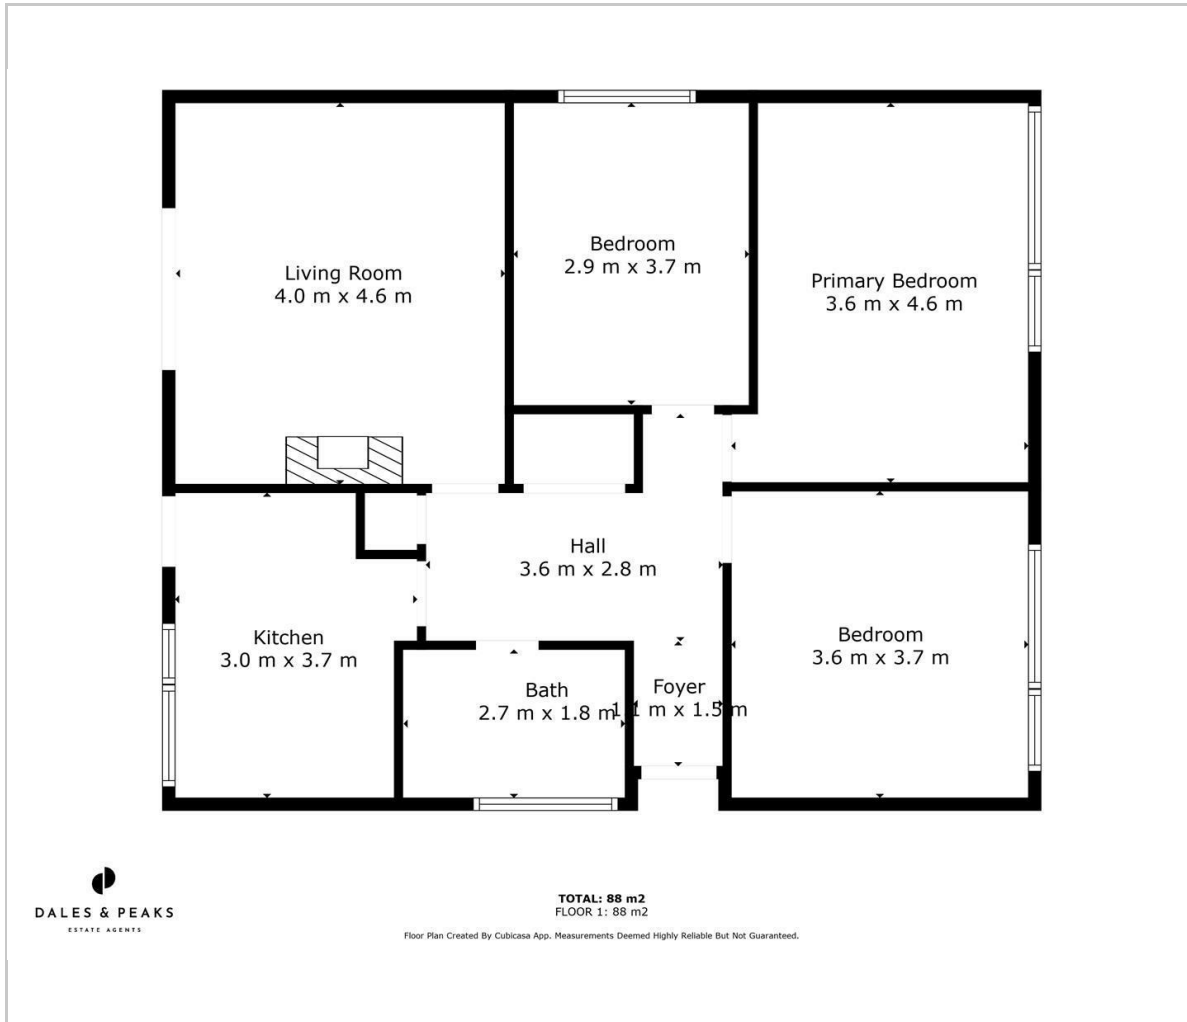 Living Room
4.0 m x 4.6 m
Bedroom
2.9 m x 3.7 m
Primary Bedroom
3.6 m x 4.6 m
Hall
3.6 m x 2.8 m
Kitchen
3.0 m x 3.7 m
Bath
2.7 m x 1.8 m
Foyer
1.1 m x 1.5 m
Bedroom
3.6 m x 3.7 m
DALES & PEAKS
ESTATE AGENTS
TOTAL: 88 m2
FLOOR 1: 88 m2
Floor Plan Created By Cubicasa App. Measurements Deemed Highly Reliable But Not Guaranteed.